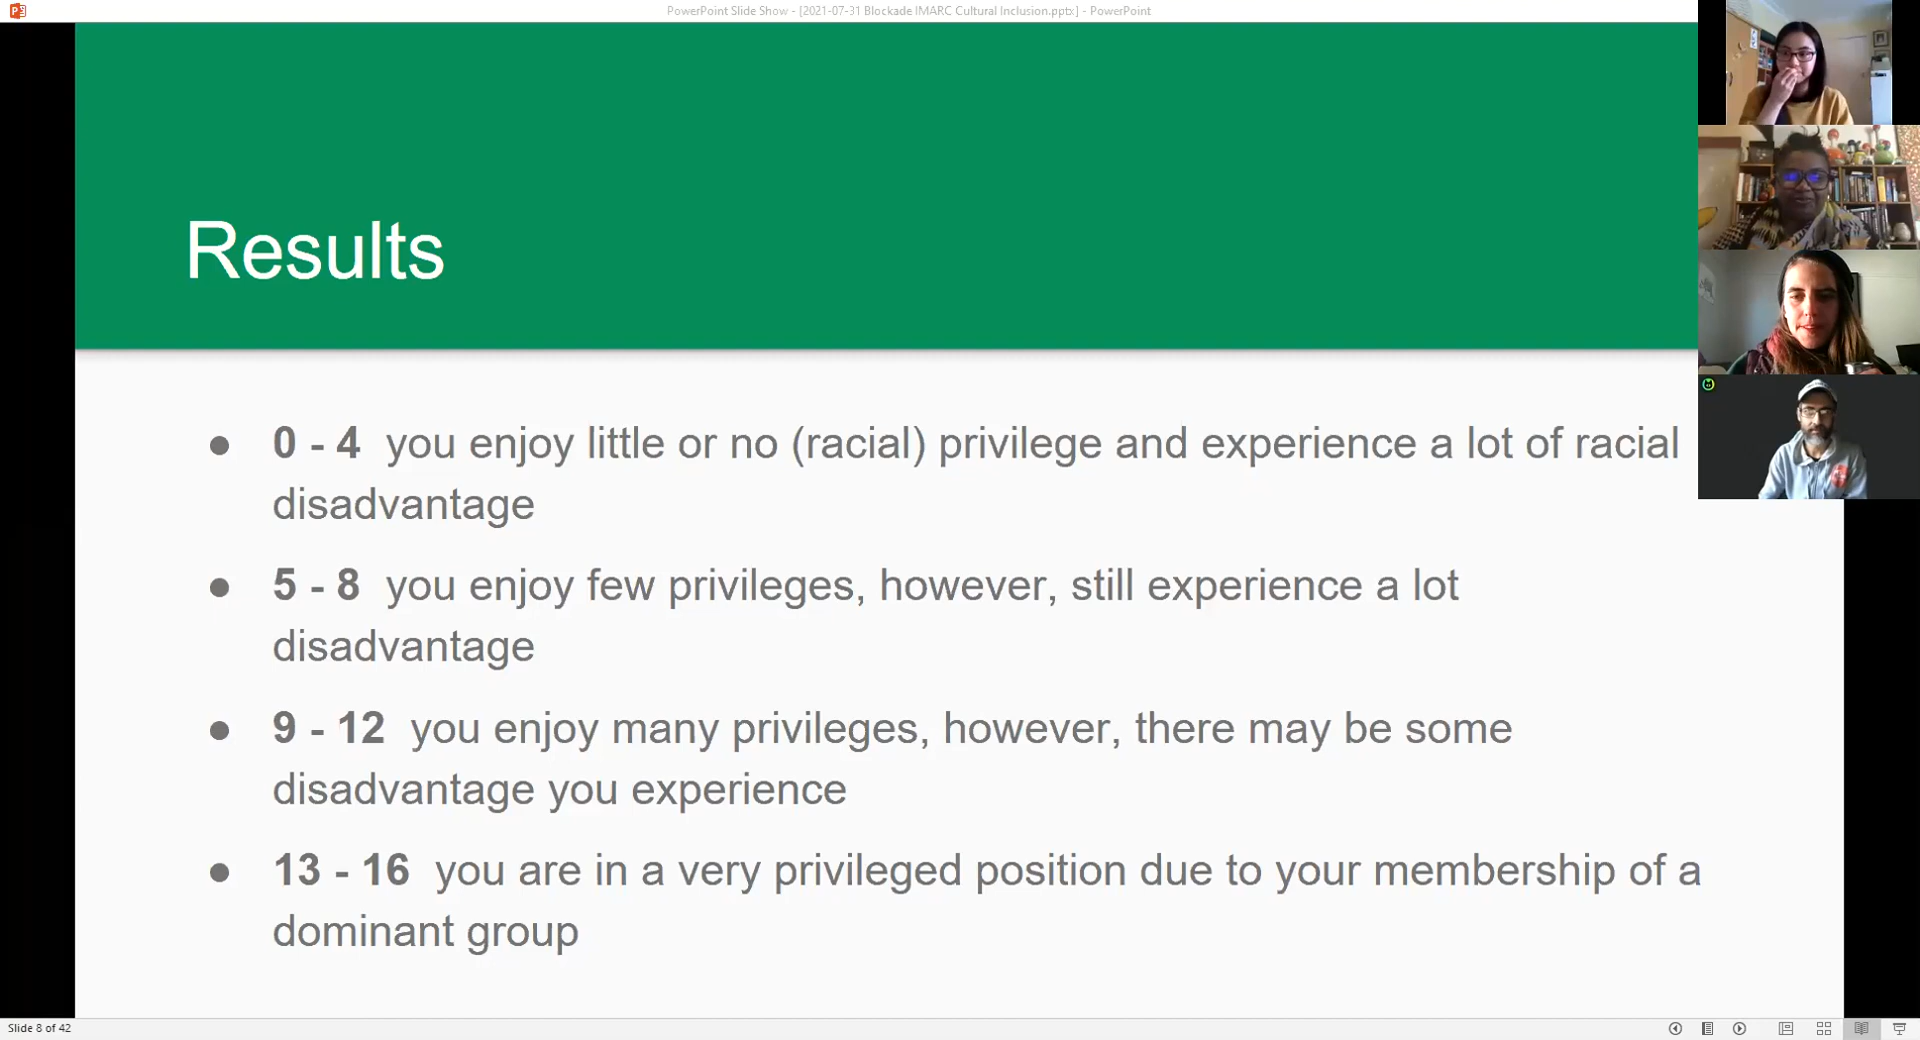 PowerPoint Slide Show - [2021-07-31 Blockade IMARC Cultural Inclusion.pptx] - PowerPoint
Results
● 0 - 4 you enjoy little or no (racial) privilege and experience a lot of racial
disadvantage
● 5 - 8 you enjoy few privileges, however, still experience a lot
disadvantage
● 9 - 12 you enjoy many privileges, however, there may be some
disadvantage you experience
● 13 - 16 you are in a very privileged position due to your membership of a
dominant group
Slide 8 of 42